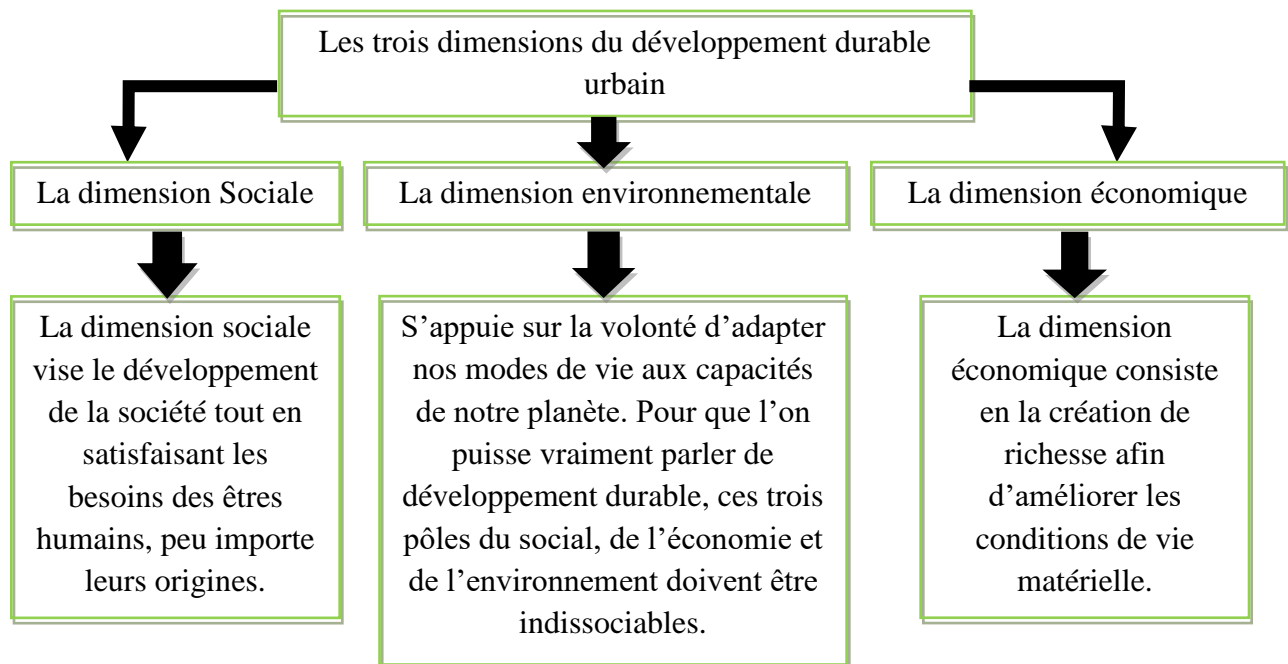 Les trois dimensions du développement durable
urbain
La dimension Sociale
La dimension environnementale
La dimension économique
La dimension sociale
vise le développement
de la société tout en
satisfaisant les
besoins des êtres
humains, peu importe
leurs origines.
S’appuie sur la volonté d’adapter
nos modes de vie aux capacités
de notre planète. Pour que l’on
puisse vraiment parler de
développement durable, ces trois
pôles du social, de l’économie et
de l’environnement doivent être
indissociables.
La dimension
économique consiste
en la création de
richesse afin
d’améliorer les
conditions de vie
matérielle.